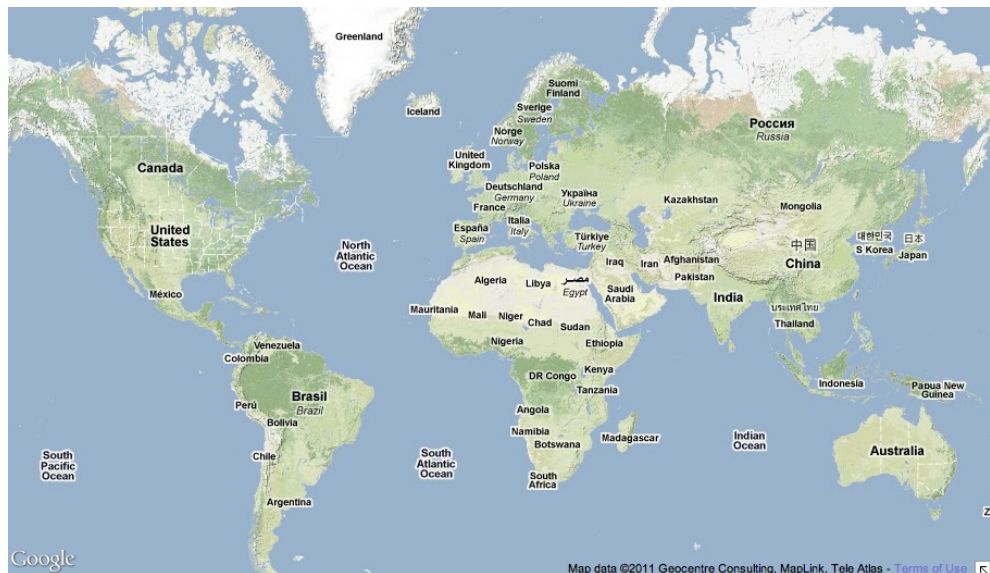 Greenland
Iceland
Suomi
Finland
Sverige
Sweden
Norge
Norway
Россия
Russia
United
Kingdom
Polska
Poland
Canada
Deutschland
Germany
Україна
Ukraine
Kazakhstan
France
Mongolia
Italia
Italy
España
Spain
United
States
Türkiye
Turkey
中国
China
대한민국
S Korea
日本
Japan
North
Atlantic
Ocean
Iraq
Iran
Afghanistan
Pakistan
Algeria
Libya
مصر
Egypt
Saudi
Arabia
India
México
Mauritania
Mali
Niger
Chad
Sudan
ประเทศไทย
Thailand
Nigeria
Ethiopia
Venezuela
Colombia
Kenya
DR Congo
Tanzania
Indonesia
Papua New
Guinea
Brasil
Brazil
Perú
Bolivia
Angola
Namibia
Botswana
Madagascar
Indian
Ocean
Australia
Chile
South
Pacific
Ocean
South
Atlantic
Ocean
South
Africa
Argentina
Z
Google
Map data ©2011 Geocentre Consulting, MapLink, Tele Atlas - Terms of Use